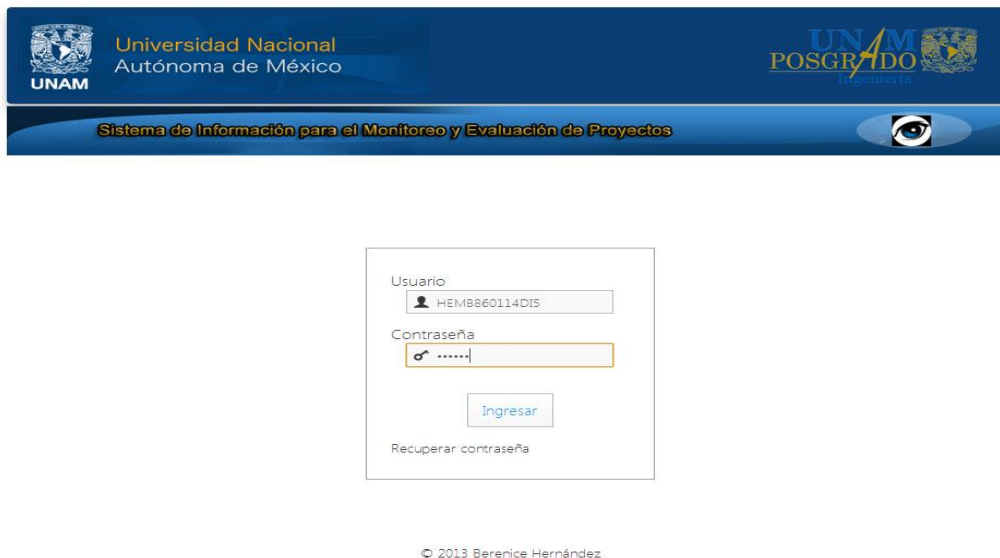 Universidad Nacional
Autónoma de México
UNAM
UNAM
POSGRADO
Ingeniería
Sistema de Información para el Monitoreo y Evaluación de Proyectos
Usuario
HEMB860114DI5
Contraseña
••••••
Ingresar
Recuperar contraseña
© 2013 Berenice Hernández